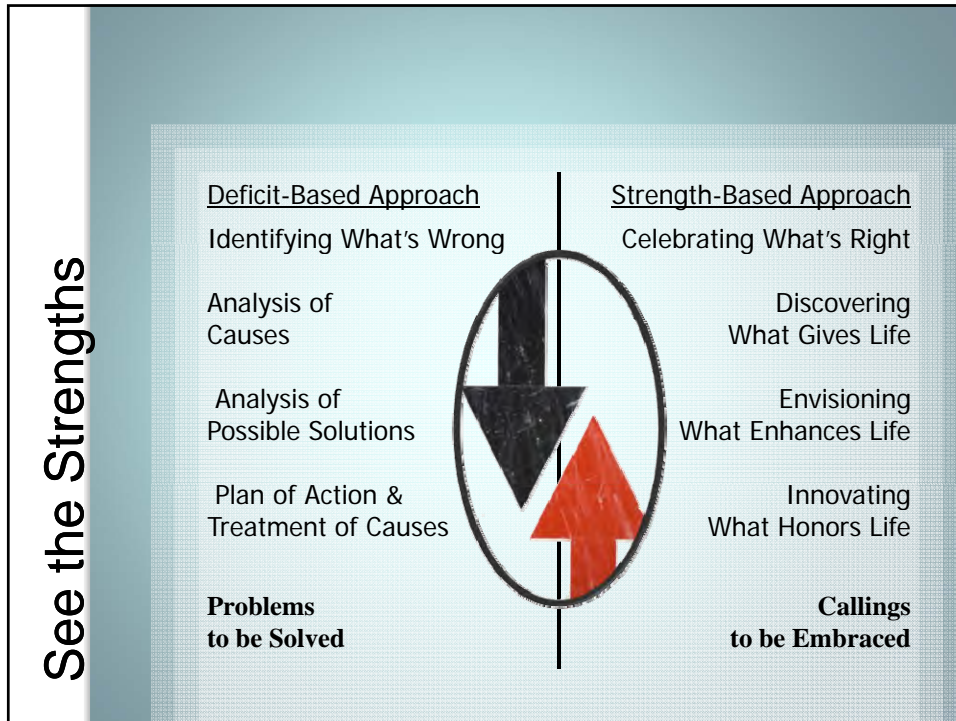 See the Strengths
Deficit-Based Approach
Identifying What's Wrong
Analysis of
Causes
Analysis of
Possible Solutions
Plan of Action &
Treatment of Causes
Problems
to be Solved
Strength-Based Approach
Celebrating What's Right
Discovering
What Gives Life
Envisioning
What Enhances Life
Innovating
What Honors Life
Callings
to be Embraced